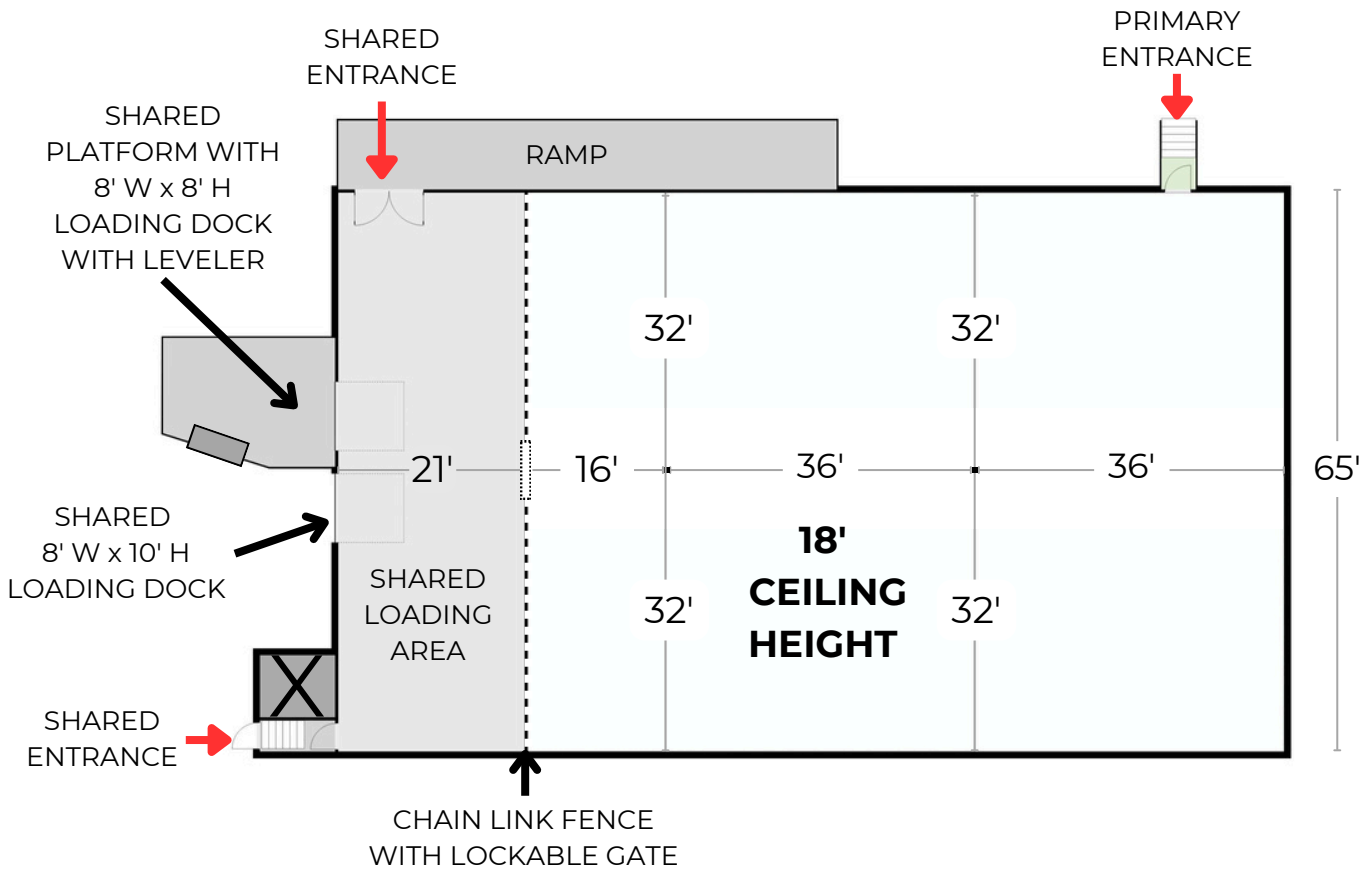 SHARED
ENTRANCE
PRIMARY
ENTRANCE
SHARED
PLATFORM WITH
8' W x 8' H
LOADING DOCK
WITH LEVELER
RAMP
32'
32'
21'
16'
36'
36'
65'
SHARED
8' W x 10' H
LOADING DOCK
18'
CEILING
HEIGHT
SHARED
LOADING
AREA
32'
32'
SHARED
ENTRANCE
CHAIN LINK FENCE
WITH LOCKABLE GATE